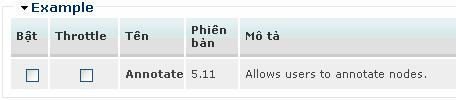 Example
Bật Throttle Tên Phiên bản Mô tả
Annotate 5.11 Allows users to annotate nodes.